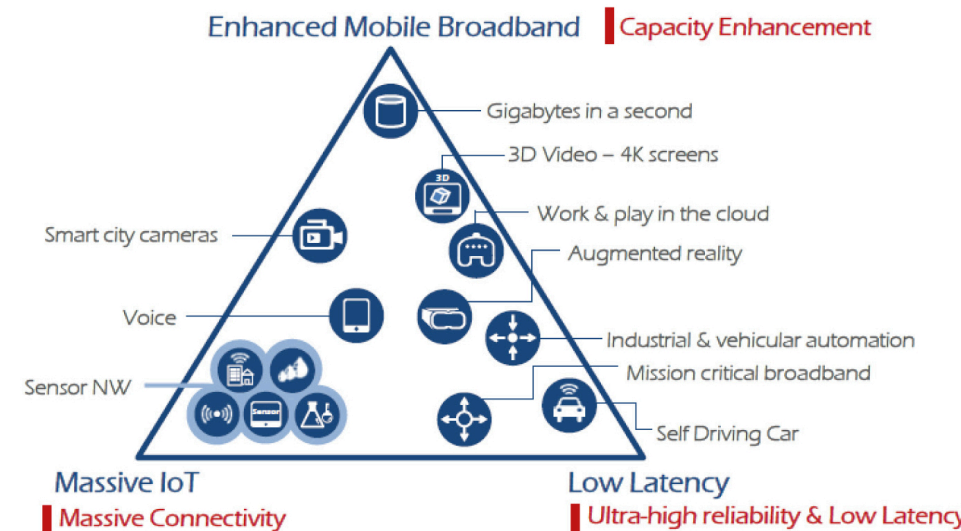 Enhanced Mobile Broadband
Capacity Enhancement
Gigabytes in a second
3D Video – 4K screens
3D
Work & play in the cloud
Smart city cameras
Augmented reality
Voice
Industrial & vehicular automation
Mission critical broadband
Sensor NW
Sensor
Self Driving Car
Massive IoT
Low Latency
Massive Connectivity
Ultra-high reliability & Low Latency